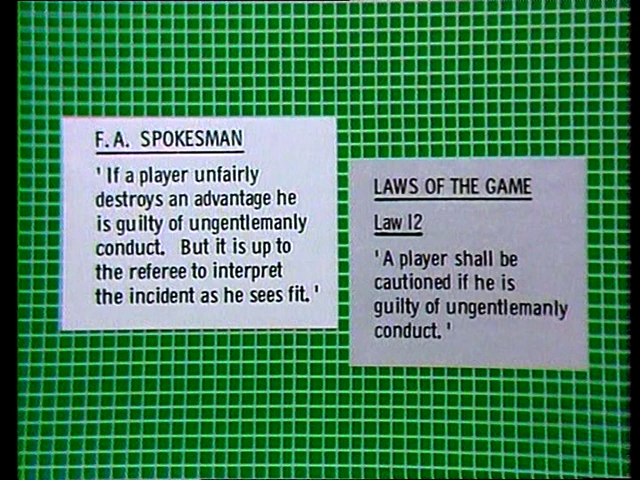 F.A. SPOKESMAN
'If a player unfairly
destroys an advantage he
is guilty of ungentlemanly
conduct. But it is up to
the referee to interpret
the incident as he sees fit.'
LAWS OF THE GAME
Law 12
'A player shall be
cautioned if he is
guilty of ungentlemanly
conduct.'